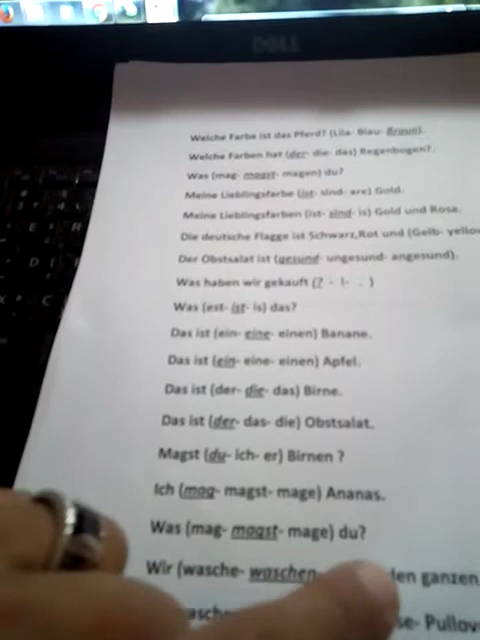 DELL
Welche Farbe ist das Pferd? (Lila- Blau- Braun).
Welche Farben hat (der- die- das) Regenbogen?.
Was (mag- magst- magen) du?
Meine Lieblingsfarbe (ist- sind- are) Gold.
Meine Lieblingsfarben (ist- sind- is) Gold und Rosa.
Die deutsche Flagge ist Schwarz,Rot und (Gelb- yellow
Der Obstsalat ist (gesund- ungesund- angesund).
Was haben wir gekauft (? - !- . )
Was (est- ist- is) das?
Das ist (ein- eine- einen) Banane.
Das ist (ein- eine- einen) Apfel.
Das ist (der- die- das) Birne.
Das ist (der- das- die) Obstsalat.
Magst (du- ich- er) Birnen ?
Ich (mag- magst- mage) Ananas.
Was (mag- magst- mage) du?
Wir (wasche- waschen den ganzen
Pullov